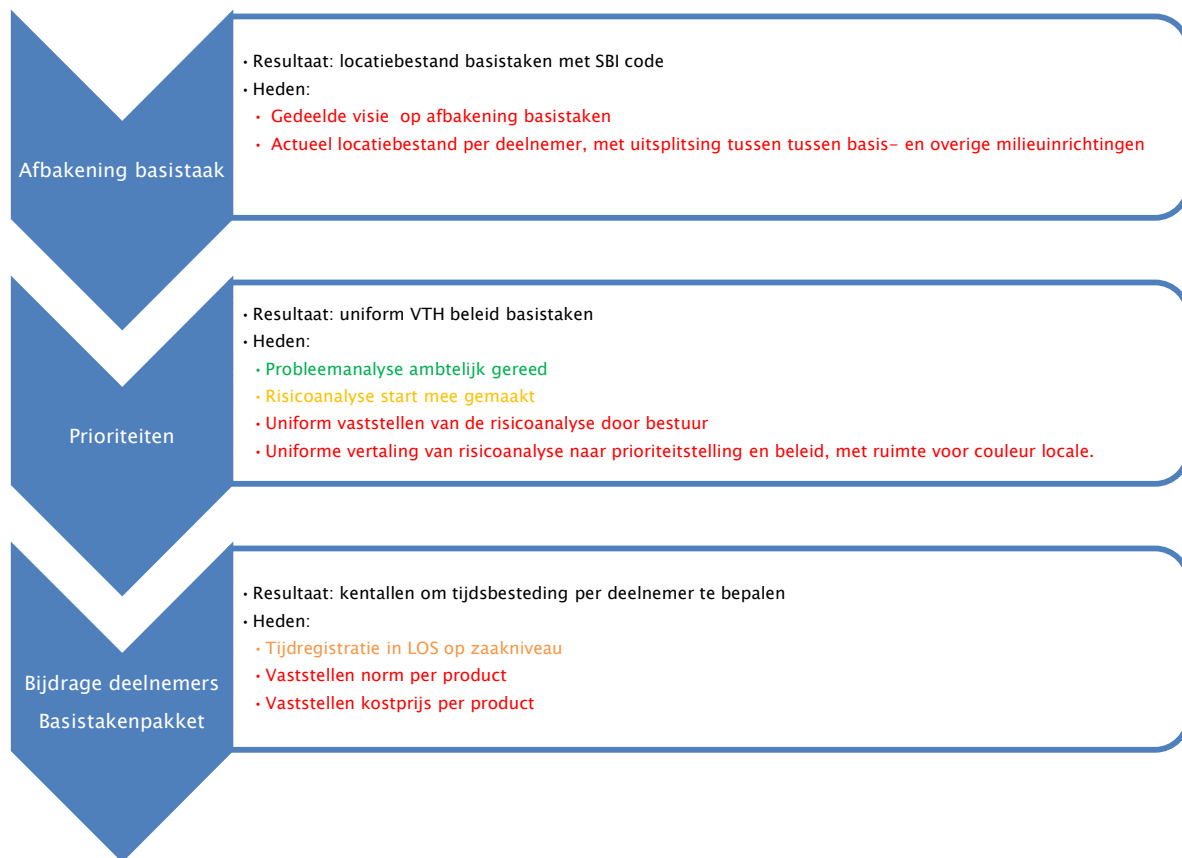 Afbakening basistaak
• Resultaat: locatiebestand basistaken met SBI code
• Heden:
• Gedeelde visie op afbakening basistaken
• Actueel locatiebestand per deelnemer, met uitsplitsing tussen tussen basis- en overige milieuinrichtingen
Prioriteiten
• Resultaat: uniform VTH beleid basistaken
• Heden:
• Probleemanalyse ambtelijk gereed
• Risicoanalyse start mee gemaakt
• Uniform vaststellen van de risicoanalyse door bestuur
• Uniforme vertaling van risicoanalyse naar prioriteitstelling en beleid, met ruimte voor couleur locale.
Bijdrage deelnemers
Basistakenpakket
• Resultaat: kentallen om tijdsbesteding per deelnemer te bepalen
• Heden:
• Tijdregistratie in LOS op zaakniveau
• Vaststellen norm per product
• Vaststellen kostprijs per product